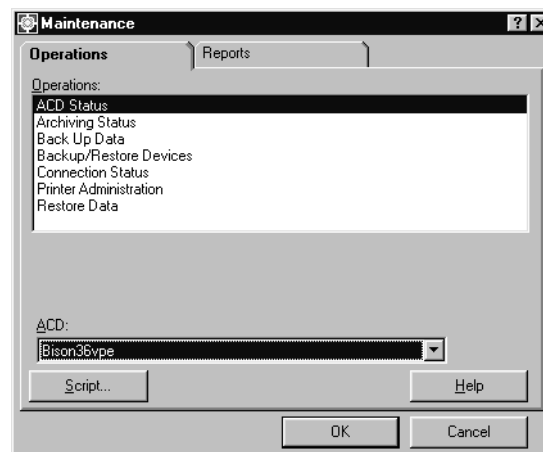 Maintenance
Operations
Reports
Operations:
ACD Status
Archiving Status
Back Up Data
Backup/Restore Devices
Connection Status
Printer Administration
Restore Data
ACD:
Bison36vpe
Script...
Help
OK
Cancel